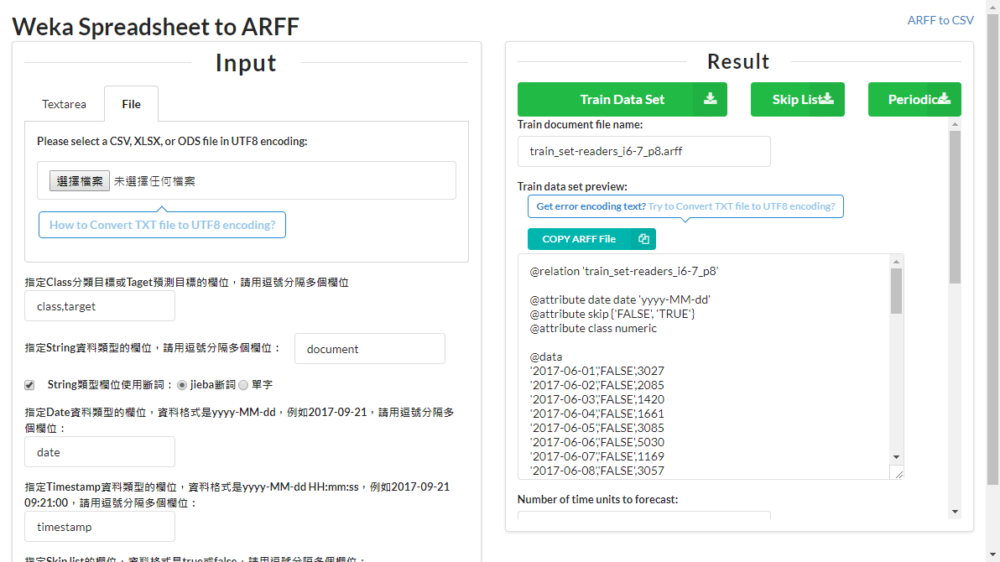 Weka Spreadsheet to ARFF
ARFF to CSV
Input
Textarea
File
Please select a CSV, XLSX, or ODS file in UTF8 encoding:
選擇檔案 未選擇任何檔案
How to Convert TXT file to UTF8 encoding?
指定Class分類目標或Taget預測目標的欄位，請用逗號分隔多個欄位
class,target
指定String資料類型的欄位，請用逗號分隔多個欄位：
document
String類型欄位使用斷詞： jieba斷詞 單字
指定Date資料類型的欄位，資料格式是yyyy-MM-dd，例如2017-09-21，請用逗號分隔多
個欄位：
date
指定Timestamp資料類型的欄位，資料格式是yyyy-MM-dd HH:mm:ss，例如2017-09-21
09:21:00，請用逗號分隔多個欄位：
timestamp
指定Skip list的欄位，資料格式是true或false，請用逗號分隔多個欄位：
Result
Train Data Set
Skip List
Periodic
Train document file name:
train_set-readers_i6-7_p8.arff
Train data set preview:
Get error encoding text? Try to Convert TXT file to UTF8 encoding?
COPY ARFF File
@relation 'train_set-readers_i6-7_p8'
@attribute date date 'yyyy-MM-dd'
@attribute skip {'FALSE', 'TRUE'}
@attribute class numeric
@data
'2017-06-01','FALSE',3027
'2017-06-02','FALSE',2085
'2017-06-03','FALSE',1420
'2017-06-04','FALSE',1661
'2017-06-05','FALSE',3085
'2017-06-06','FALSE',5030
'2017-06-07','FALSE',1169
'2017-06-08','FALSE',3057
Number of time units to forecast: